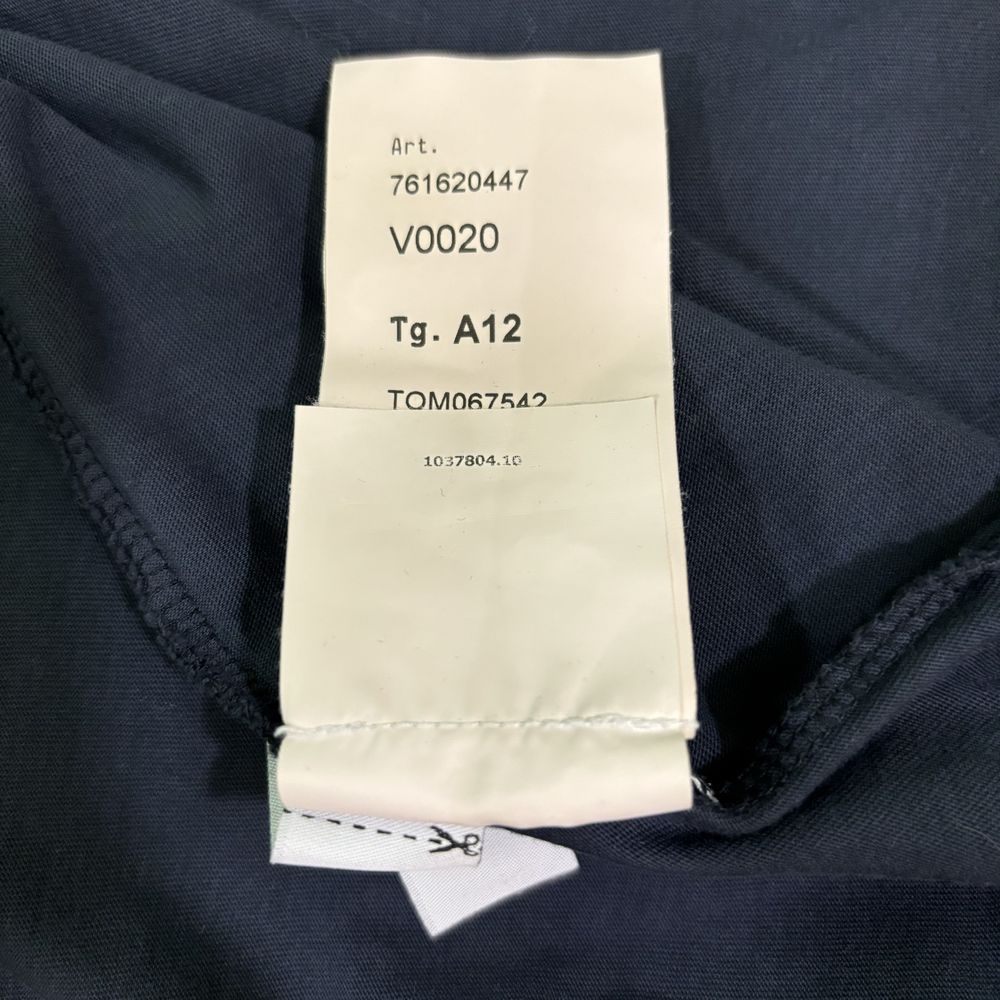 Art.
761620447
V0020
Tg. A12
TOM067542
1037804.10